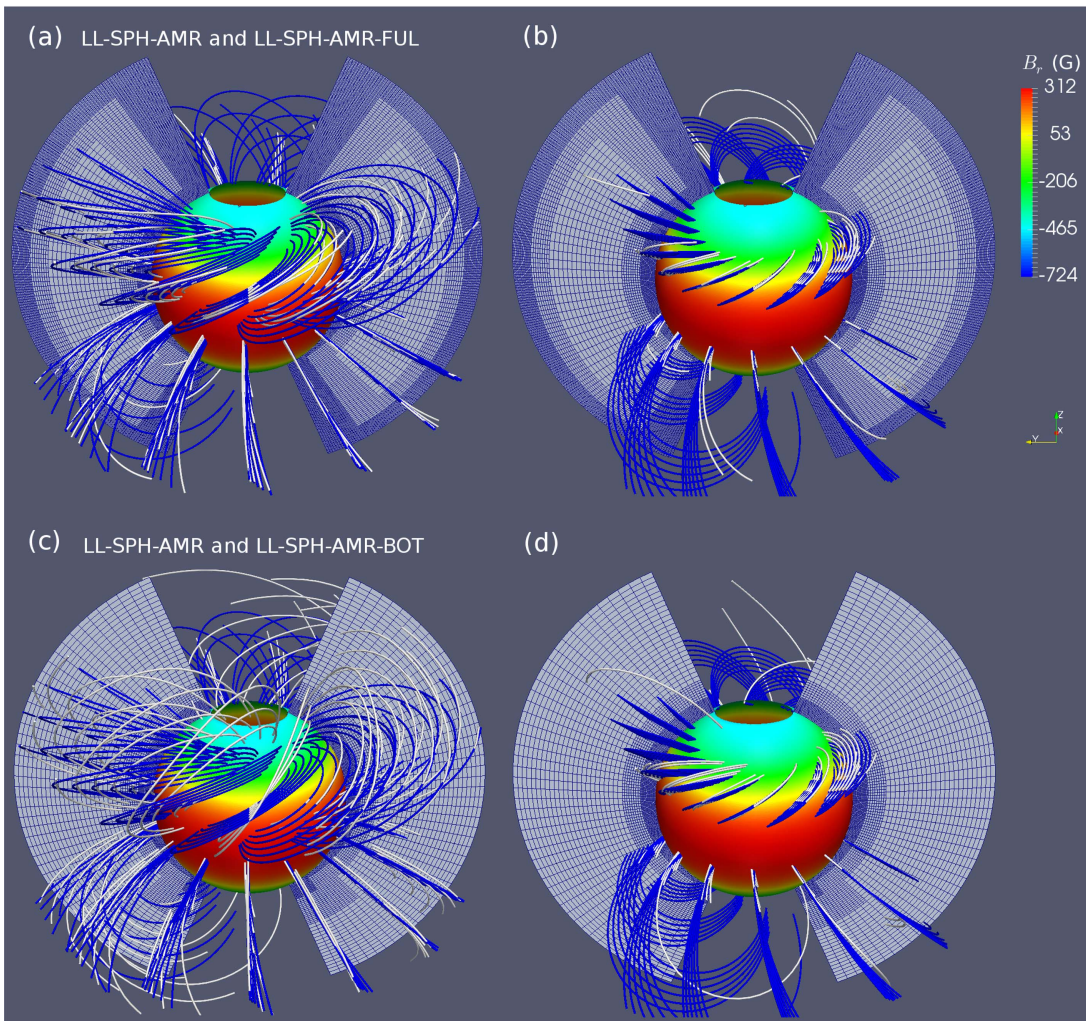 (a) LL-SPH-AMR and LL-SPH-AMR-FUL
(b)
B_r (G)
312
53
-206
-465
-724
Z
X
Y
(c) LL-SPH-AMR and LL-SPH-AMR-BOT
(d)